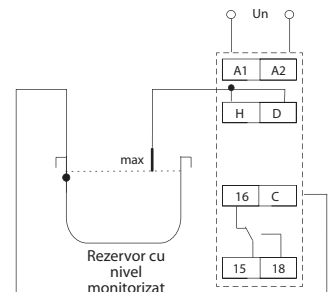 Un
A1 A2
H D
max
16 C
Rezervor cu
nivel
monitorizat
15 18